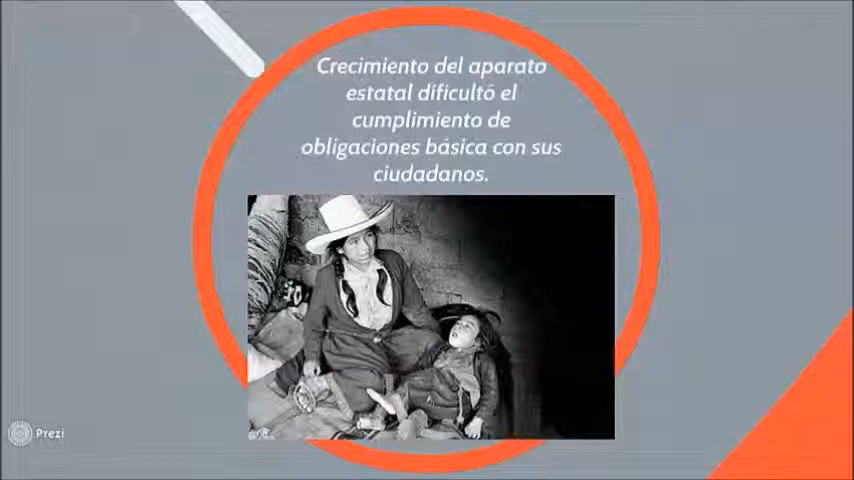 Crecimiento del aparato
estatal dificultó el
cumplimiento de
obligaciones básica con sus
ciudadanos.
Prezi